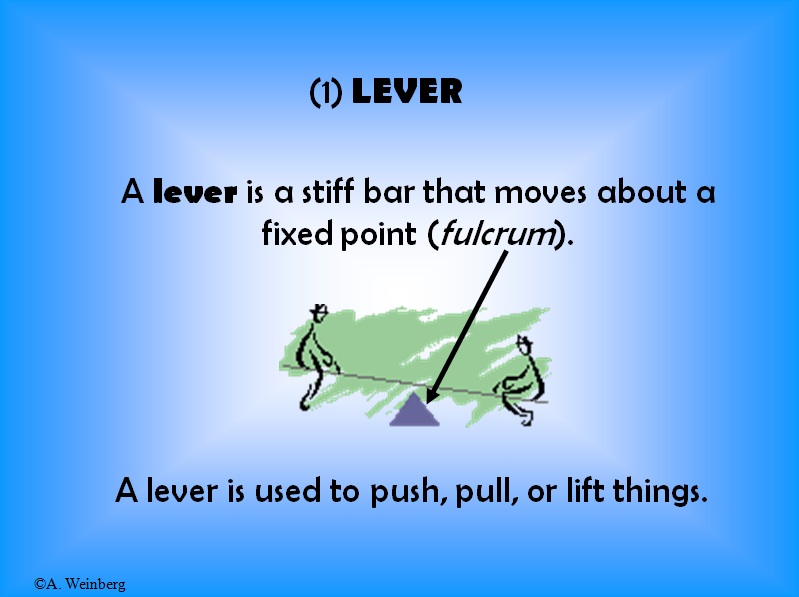 (1) LEVER
A lever is a stiff bar that moves about a
fixed point (fulcrum).
A lever is used to push, pull, or lift things.
©A. Weinberg